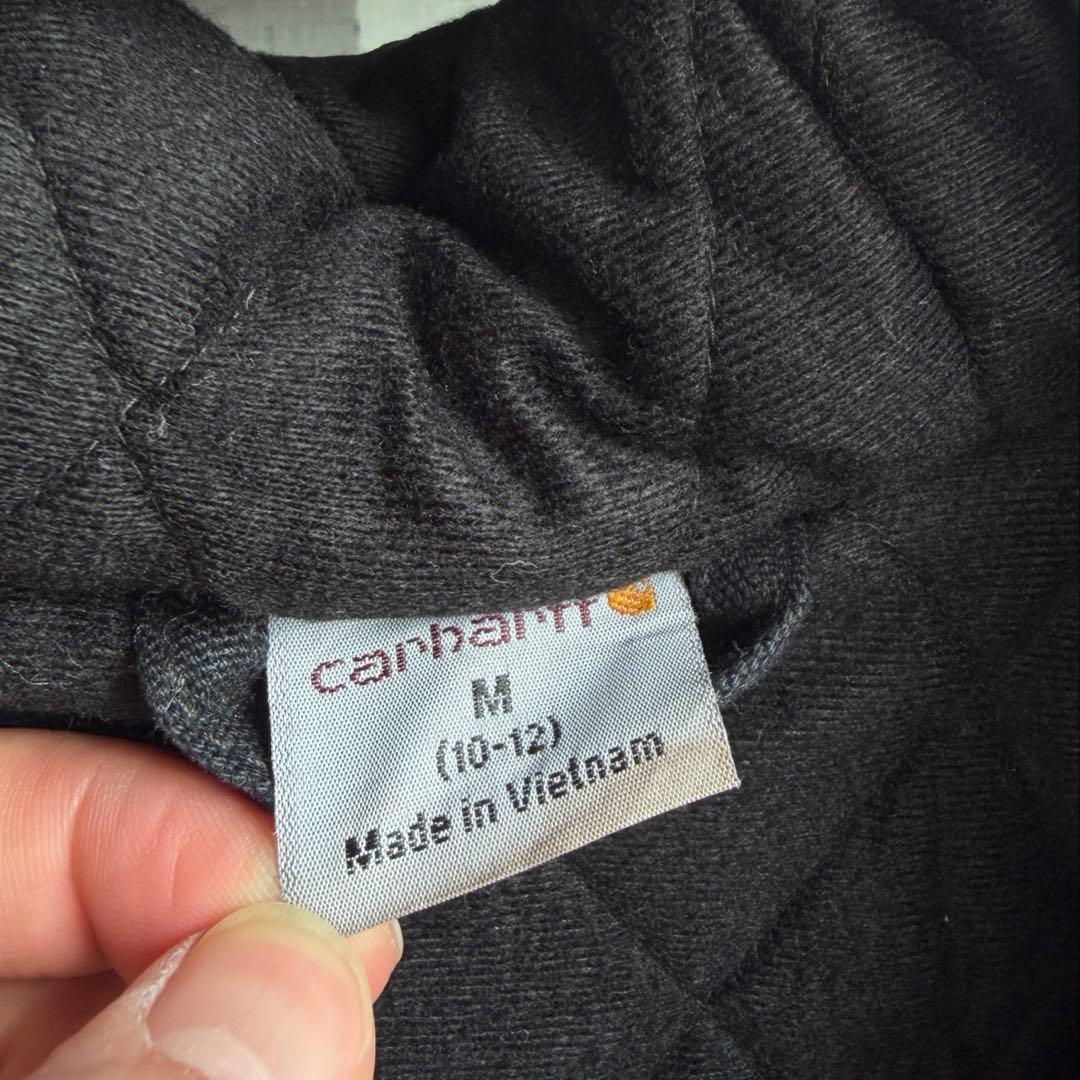 carhartt
M
(10-12)
Made in Vietnam